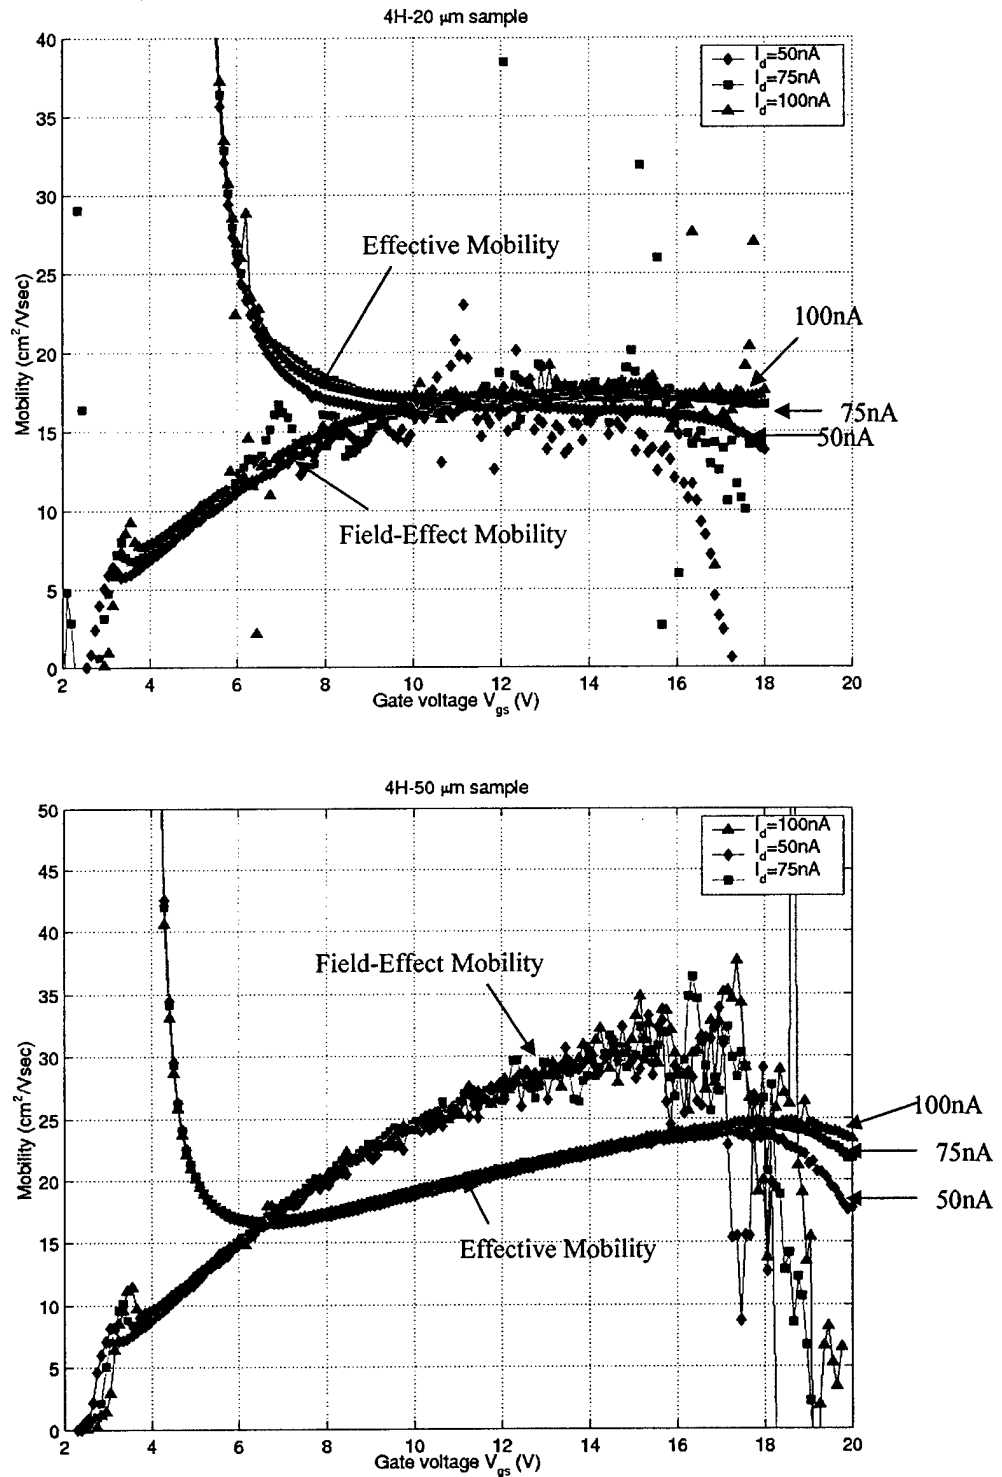 4H-20 μm sample
40
35
30
25
20
15
10
5
0
Mobility (cm²/Vsec)
I_d=50nA
I_d=75nA
I_d=100nA
Effective Mobility
Field-Effect Mobility
100nA
75nA
50nA
2 4 6 8 10 12 14 16 18 20
Gate voltage V_gs (V)
4H-50 μm sample
50
45
40
35
30
25
20
15
10
5
0
Mobility (cm²/Vsec)
I_d=100nA
I_d=50nA
I_d=75nA
Field-Effect Mobility
Effective Mobility
100nA
75nA
50nA
2 4 6 8 10 12 14 16 18 20
Gate voltage V_gs (V)